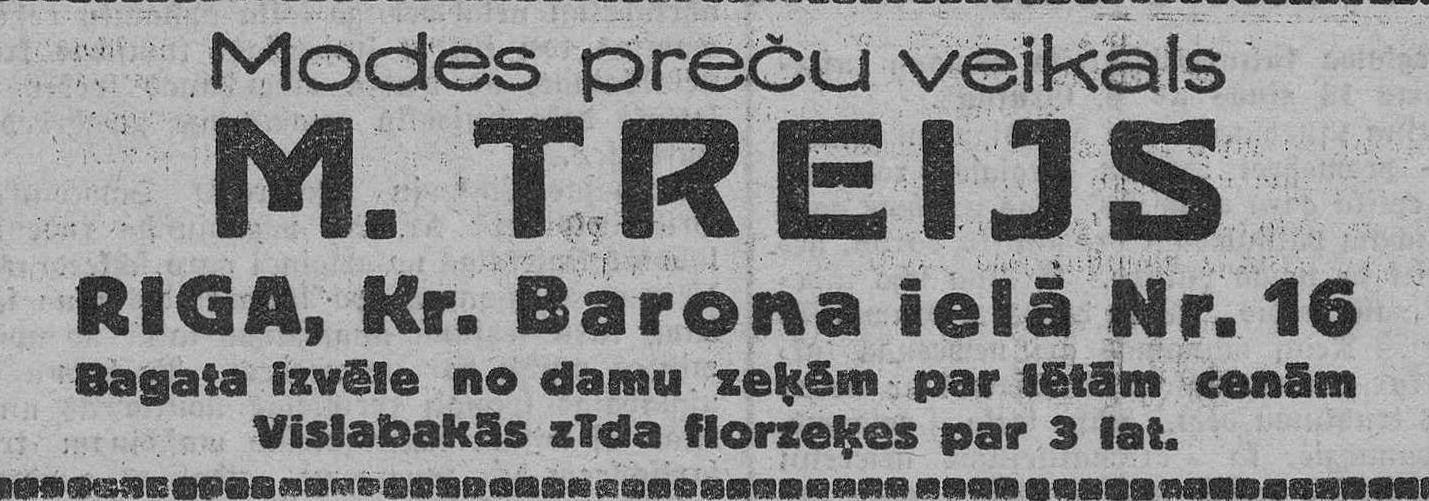 Modes preču veikals
M. TREIJS
RIGA, Kr. Barona ielā Nr. 16
Bagata izvēle no damu zeķēm par lētām cenām
Vislabakās zīda florzeķes par 3 lat.